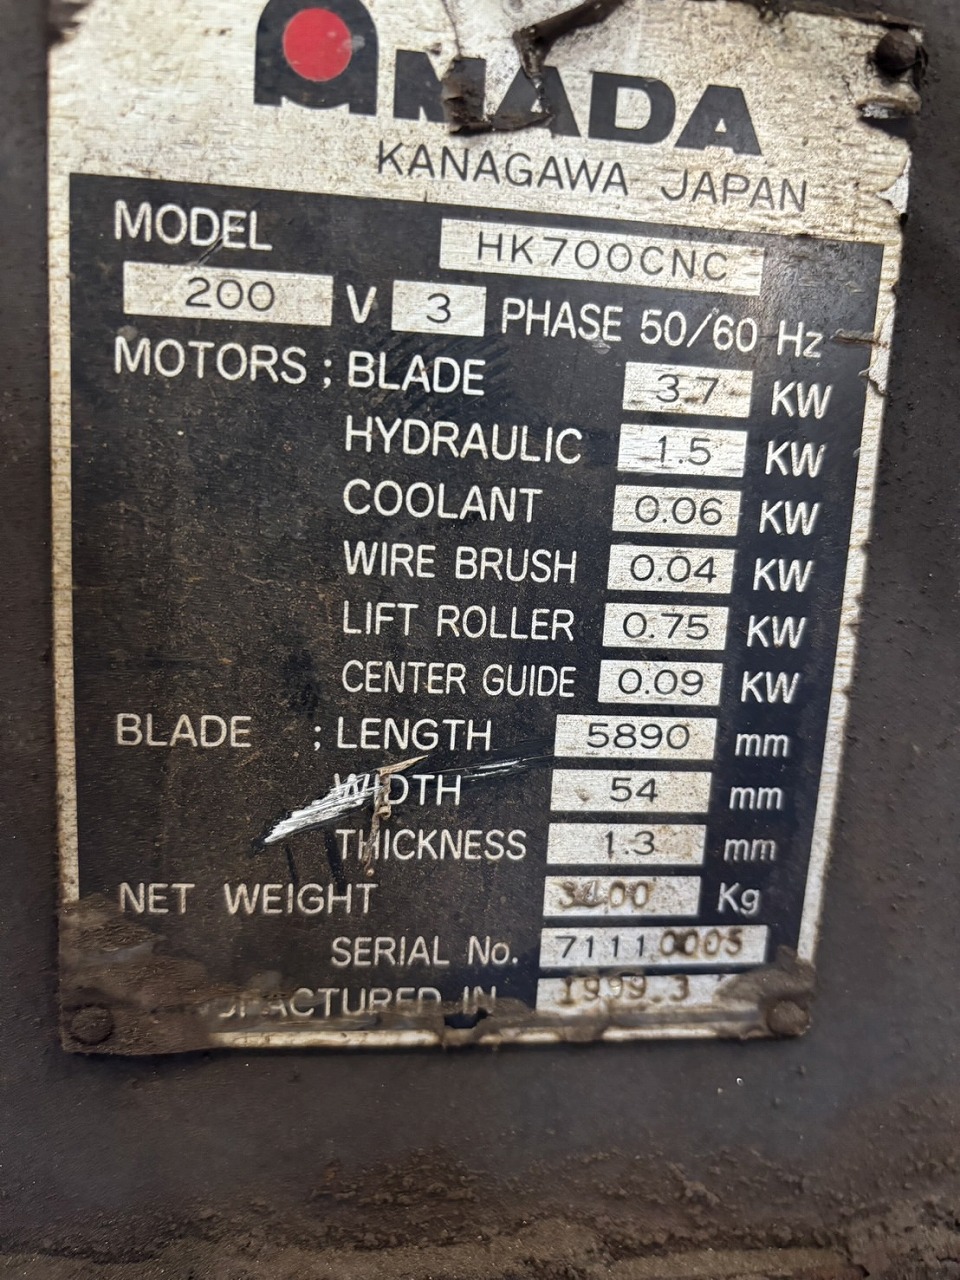 AMADA
KANAGAWA JAPAN
MODEL HK700CNC
200 V 3 PHASE 50/60 Hz
MOTORS ; BLADE 3.7 KW
HYDRAULIC 1.5 KW
COOLANT 0.06 KW
WIRE BRUSH 0.04 KW
LIFT ROLLER 0.75 KW
CENTER GUIDE 0.09 KW
BLADE ; LENGTH 5890 mm
WIDTH 54 mm
THICKNESS 1.3 mm
NET WEIGHT Kg
SERIAL No. 71110005
MANUFACTURED IN 1999.3